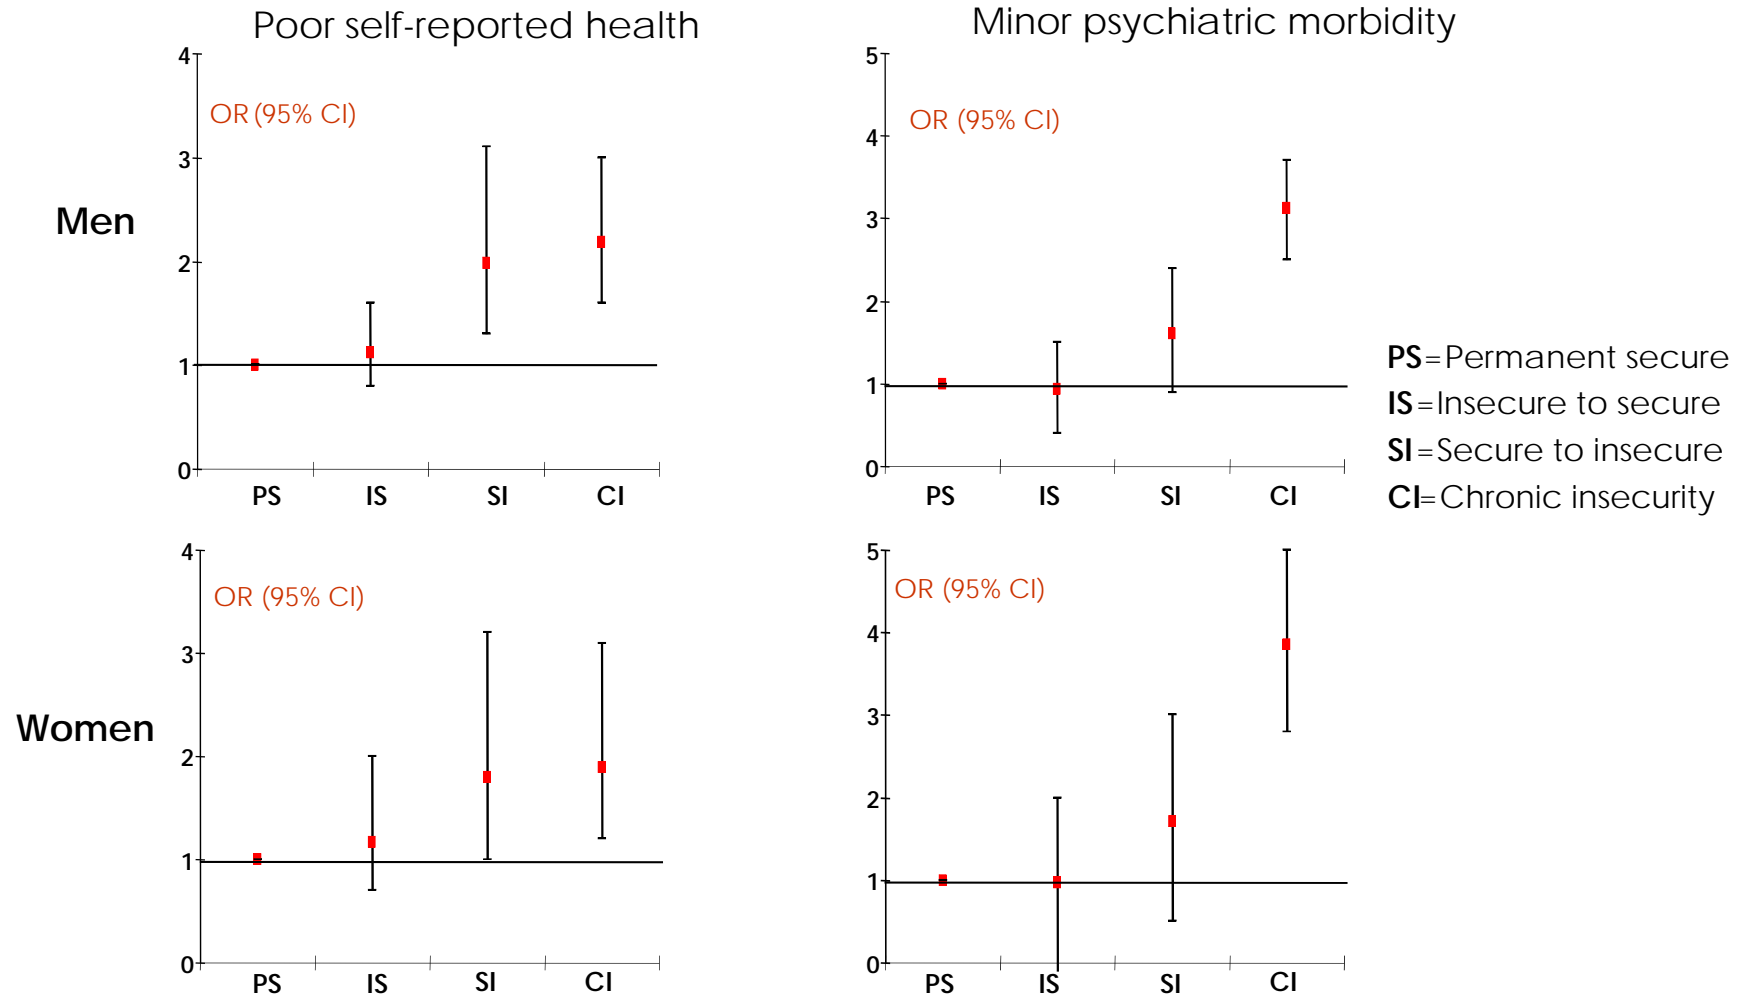 Poor self-reported health
Minor psychiatric morbidity
Men
4
3
2
1
0
OR (95% CI)
PS IS SI CI
5
4
3
2
1
0
OR (95% CI)
PS IS SI CI
PS=Permanent secure
IS=Insecure to secure
SI=Secure to insecure
CI=Chronic insecurity
Women
4
3
2
1
0
OR (95% CI)
PS IS SI CI
5
4
3
2
1
0
OR (95% CI)
PS IS SI CI